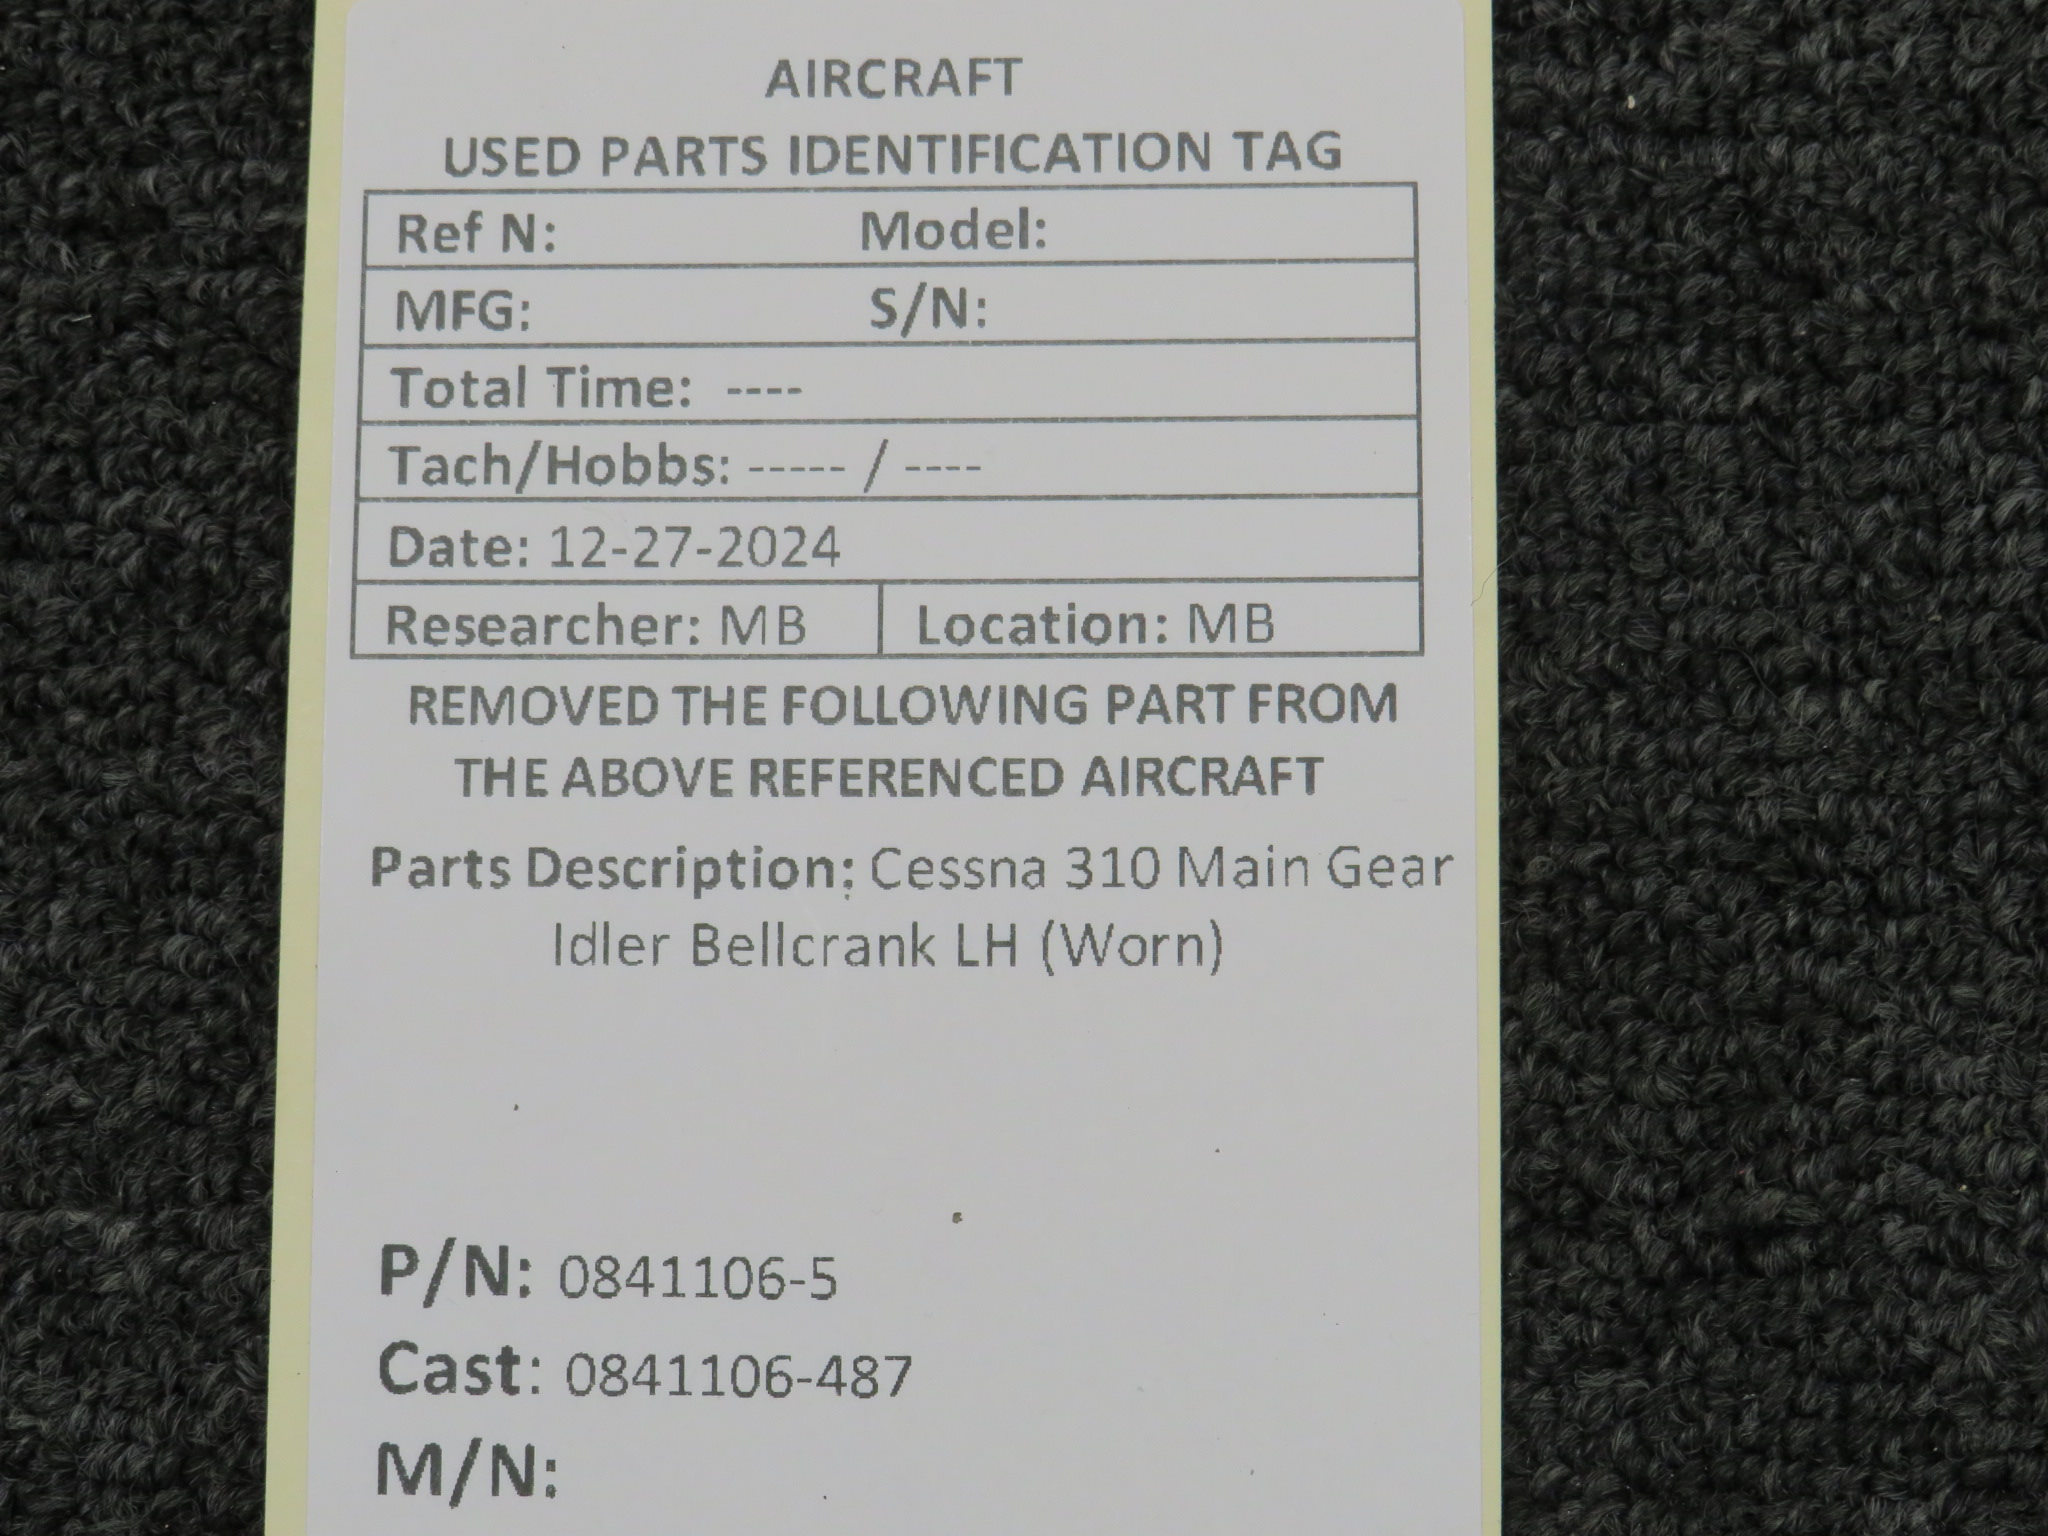 AIRCRAFT
USED PARTS IDENTIFICATION TAG
Ref N: Model:
MFG: S/N:
Total Time: ----
Tach/Hobbs: ----- / ----
Date: 12-27-2024
Researcher: MB Location: MB
REMOVED THE FOLLOWING PART FROM
THE ABOVE REFERENCED AIRCRAFT
Parts Description: Cessna 310 Main Gear
Idler Bellcrank LH (Worn)
P/N: 0841106-5
Cast: 0841106-487
M/N: